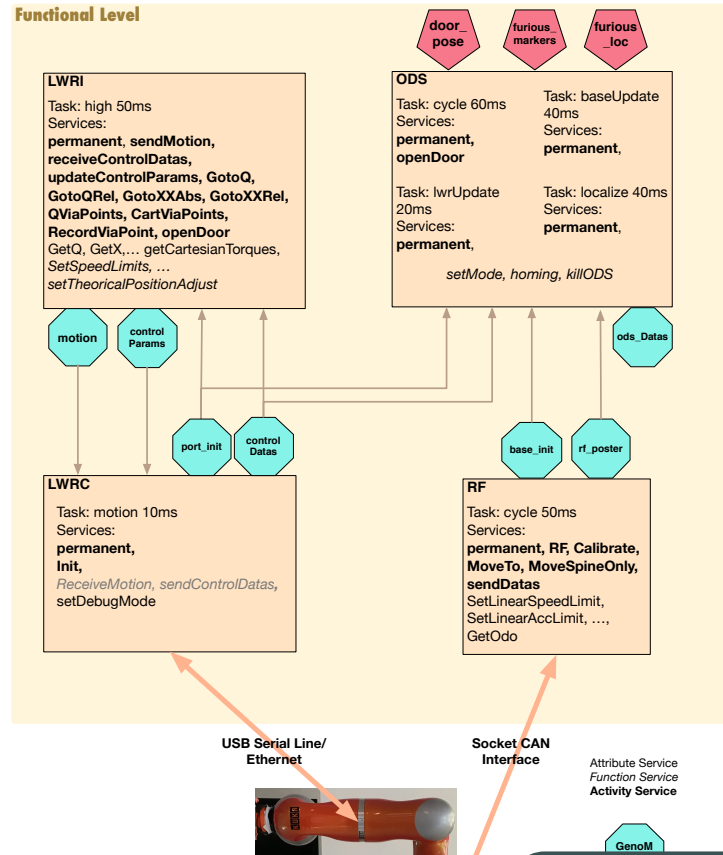 Functional Level
door_
pose
furious_
markers
furious
_loc
LWRI
Task: high 50ms
Services:
permanent, sendMotion,
receiveControlDatas,
updateControlParams, GotoQ,
GotoQRel, GotoXXAbs, GotoXXRel,
QViaPoints, CartViaPoints,
RecordViaPoint, openDoor
GetQ, GetX,… getCartesianTorques,
SetSpeedLimits, …
setTheoricalPositionAdjust
ODS
Task: cycle 60ms
Services:
permanent,
openDoor
Task: baseUpdate
40ms
Services:
permanent,
Task: lwrUpdate
20ms
Services:
permanent,
Task: localize 40ms
Services:
permanent,
setMode, homing, killODS
motion
control
Params
ods_Datas
port_init
control
Datas
base_init
rf_poster
LWRC
Task: motion 10ms
Services:
permanent,
Init,
ReceiveMotion, sendControlDatas,
setDebugMode
RF
Task: cycle 50ms
Services:
permanent, RF, Calibrate,
MoveTo, MoveSpineOnly,
sendDatas
SetLinearSpeedLimit,
SetLinearAccLimit, …,
GetOdo
USB Serial Line/
Ethernet
Socket CAN
Interface
Attribute Service
Function Service
Activity Service
GenoM